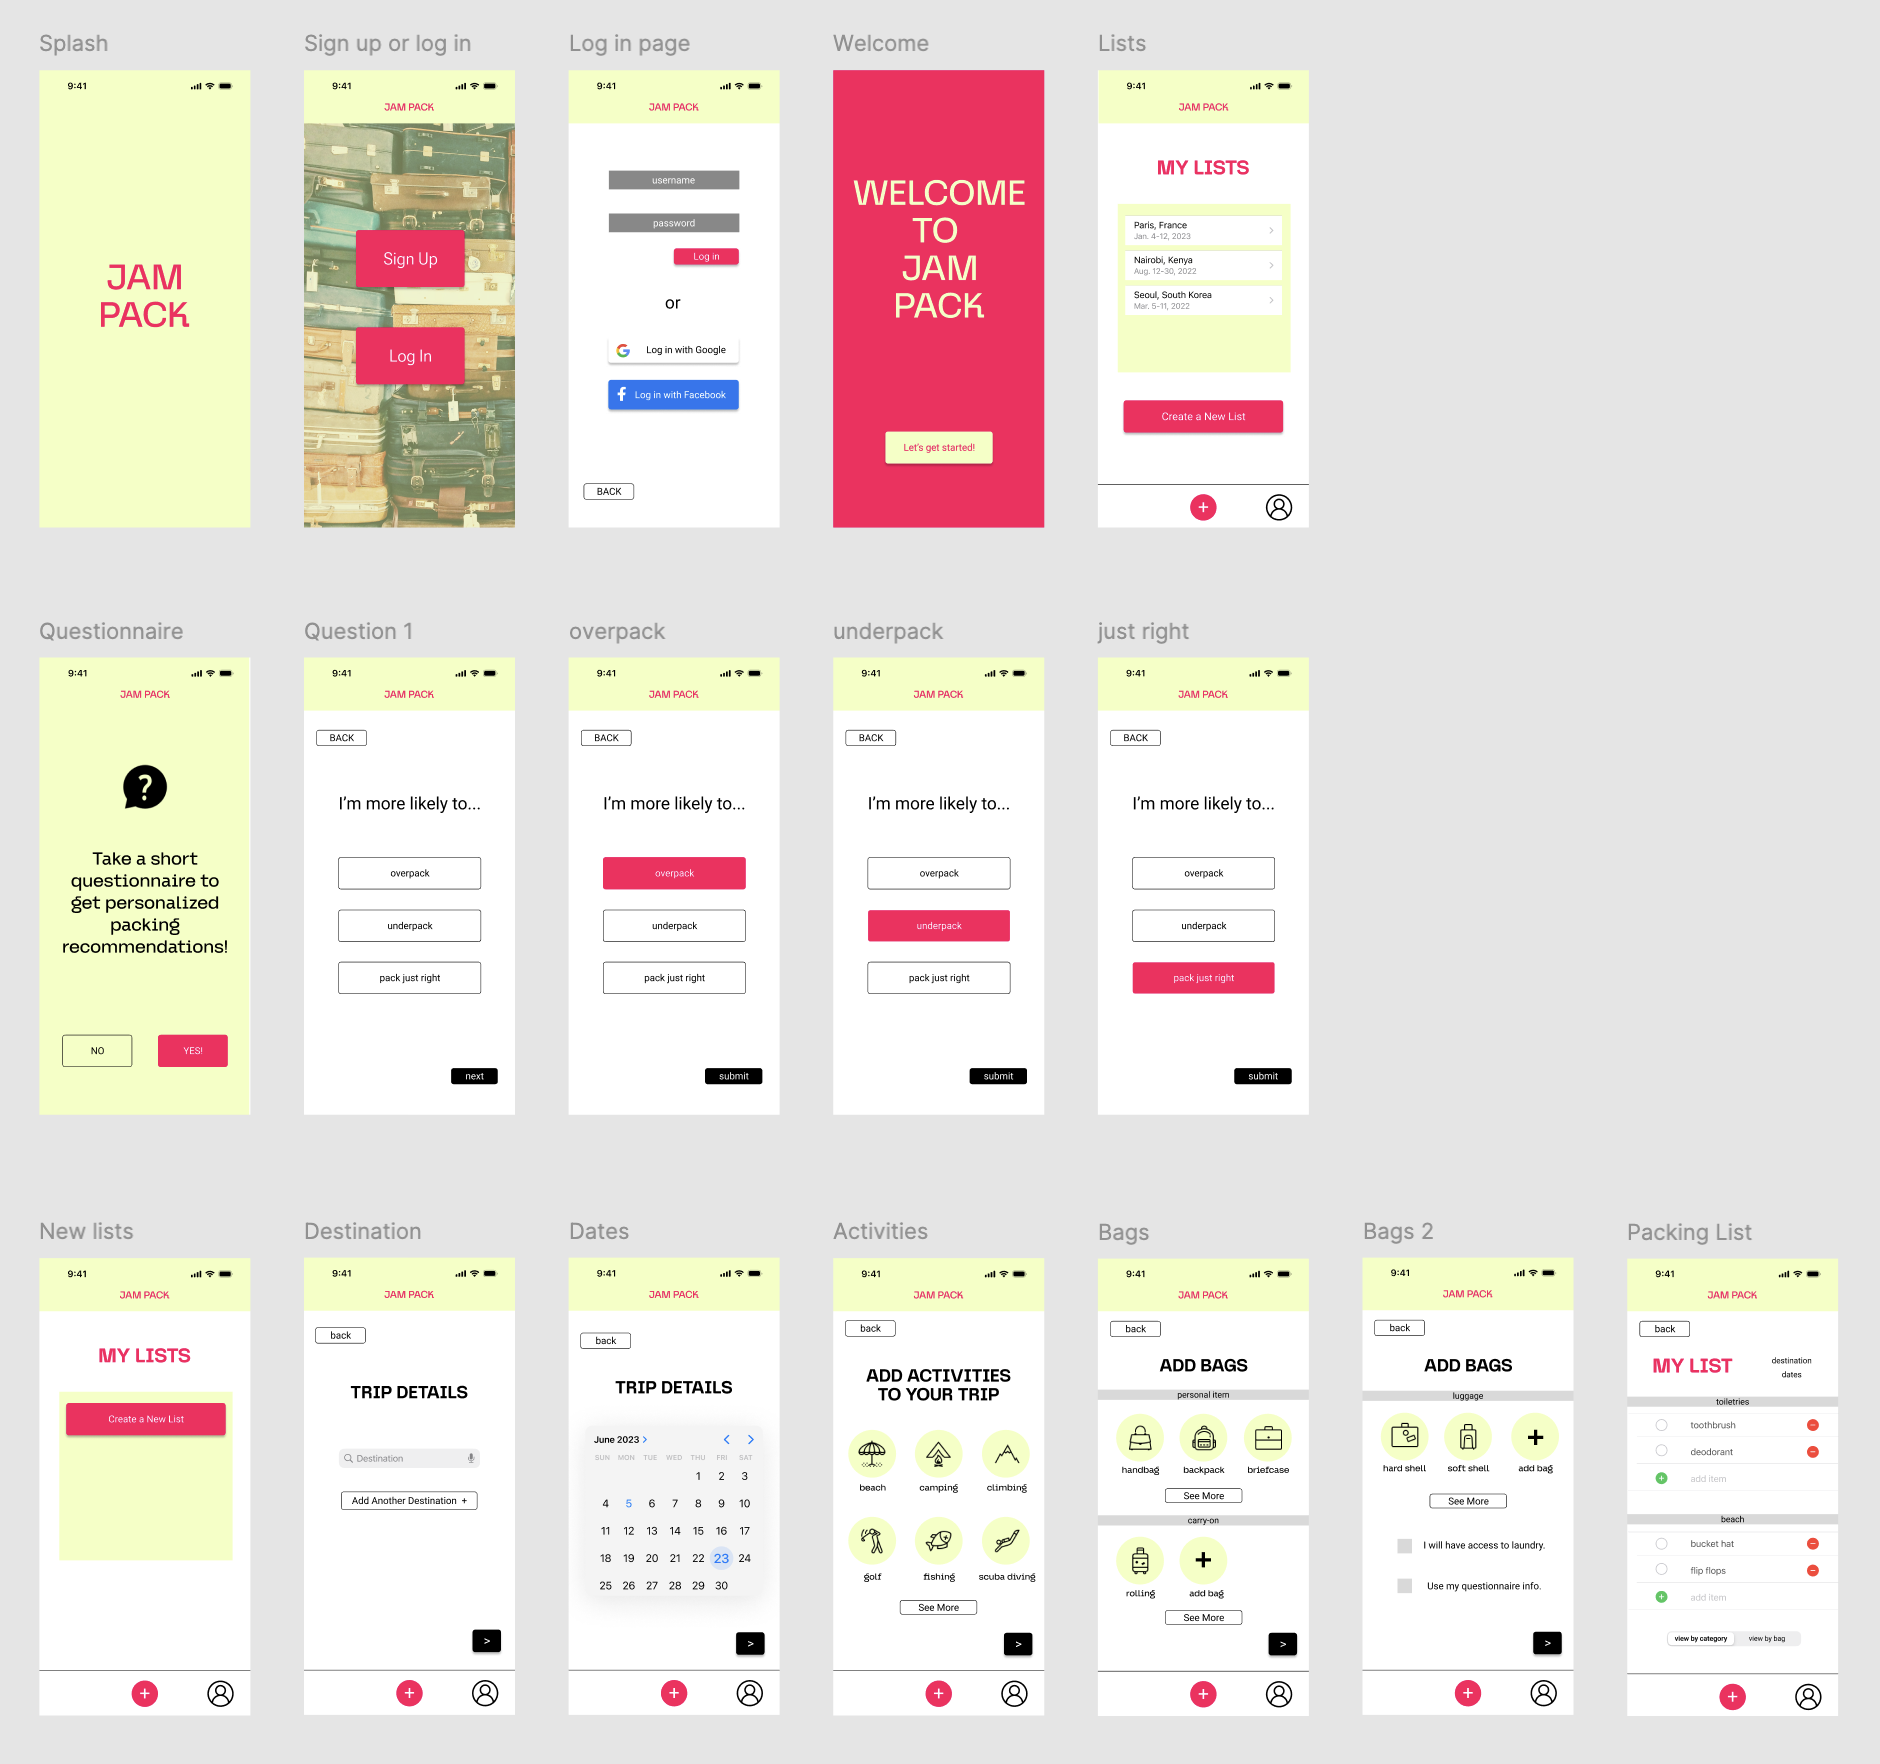 Splash
9:41
JAM
PACK
Sign up or log in
9:41
JAM PACK
Sign Up
Log In
Log in page
9:41
JAM PACK
username
password
Log in
or
Log in with Google
Log in with Facebook
BACK
Welcome
WELCOME
TO
JAM
PACK
Let's get started!
Lists
9:41
JAM PACK
MY LISTS
Paris, France
Jan. 4-12, 2023
Nairobi, Kenya
Aug. 12-30, 2022
Seoul, South Korea
Mar. 5-11, 2022
Create a New List
+
Questionnaire
9:41
JAM PACK
?
Take a short
questionnaire to
get personalized
packing
recommendations!
NO
YES!
Question 1
9:41
JAM PACK
BACK
I'm more likely to...
overpack
underpack
pack just right
next
overpack
9:41
JAM PACK
BACK
I'm more likely to...
overpack
underpack
pack just right
submit
underpack
9:41
JAM PACK
BACK
I'm more likely to...
overpack
underpack
pack just right
submit
just right
9:41
JAM PACK
BACK
I'm more likely to...
overpack
underpack
pack just right
submit
New lists
9:41
JAM PACK
MY LISTS
Create a New List
+
Destination
9:41
JAM PACK
back
TRIP DETAILS
Destination
Add Another Destination +
>
+
Dates
9:41
JAM PACK
back
TRIP DETAILS
June 2023 >
SUN MON TUE WED THU FRI SAT
1 2 3
4 5 6 7 8 9 10
11 12 13 14 15 16 17
18 19 20 21 22 23 24
25 26 27 28 29 30
>
+
Activities
9:41
JAM PACK
back
ADD ACTIVITIES
TO YOUR TRIP
beach camping climbing
golf fishing scuba diving
See More
>
+
Bags
9:41
JAM PACK
back
ADD BAGS
personal item
handbag backpack briefcase
See More
carry-on
+
rolling add bag
See More
>
+
Bags 2
9:41
JAM PACK
back
ADD BAGS
luggage
+
hard shell soft shell add bag
See More
I will have access to laundry.
Use my questionnaire info.
>
+
Packing List
9:41
JAM PACK
back
MY LIST
destination
dates
toiletries
toothbrush
deodorant
add item
beach
bucket hat
flip flops
add item
view by category view by bag
+